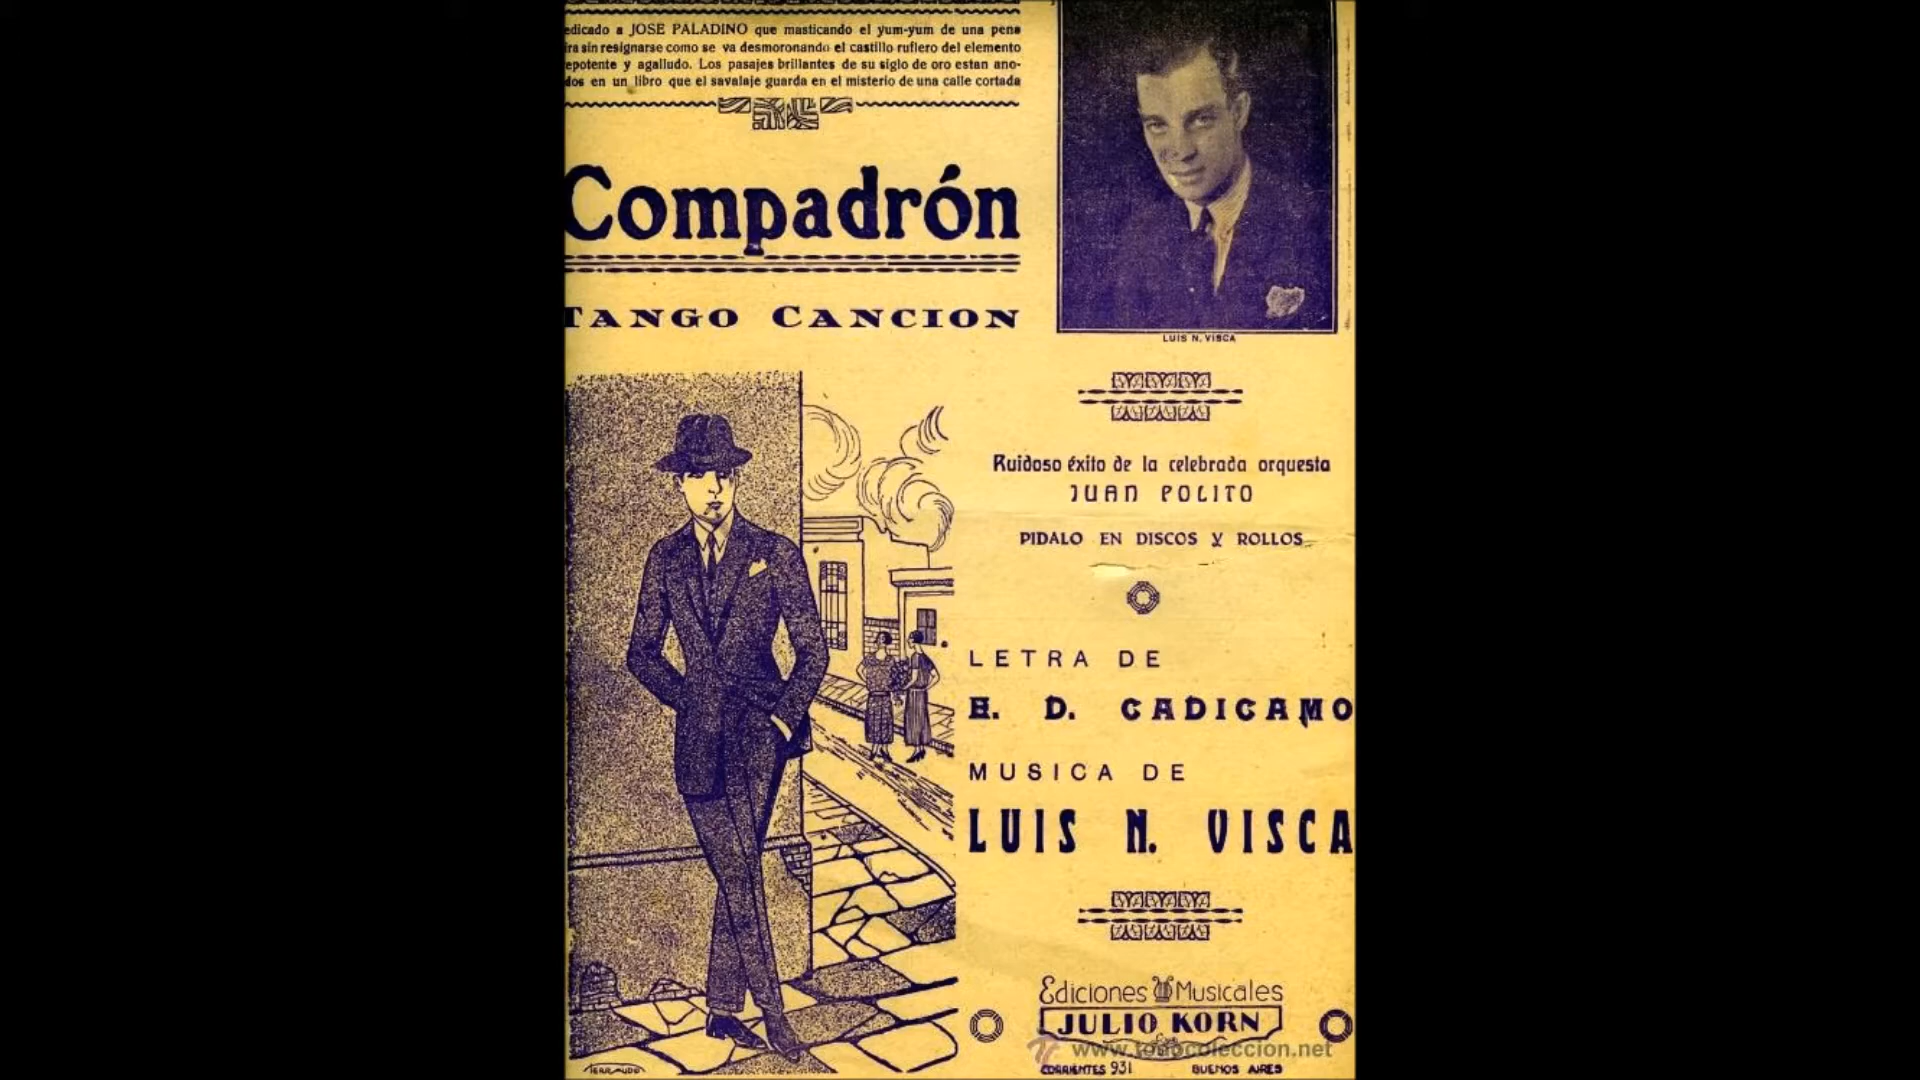 edicado a JOSE PALADINO que masticando el yum-yum de una pena
ira sin resignarse como se va desmoronando el castillo rufiero del elemento
epotente y agalludo. Los pasajes brillantes de su siglo de oro estan ano-
dos en un libro que el savalaje guarda en el misterio de una calle cortada
Compadrón
TANGO CANCION
LUIS N. VISCA
Ruidoso éxito de la celebrada orquesta
JUAN POLITO
PIDALO EN DISCOS Y ROLLOS
LETRA DE
E. D. CADICAMO
MUSICA DE
LUIS N. VISCA
Ediciones Musicales
JULIO KORN
www.todocoleccion.net
CORRIENTES 931 BUENOS AIRES